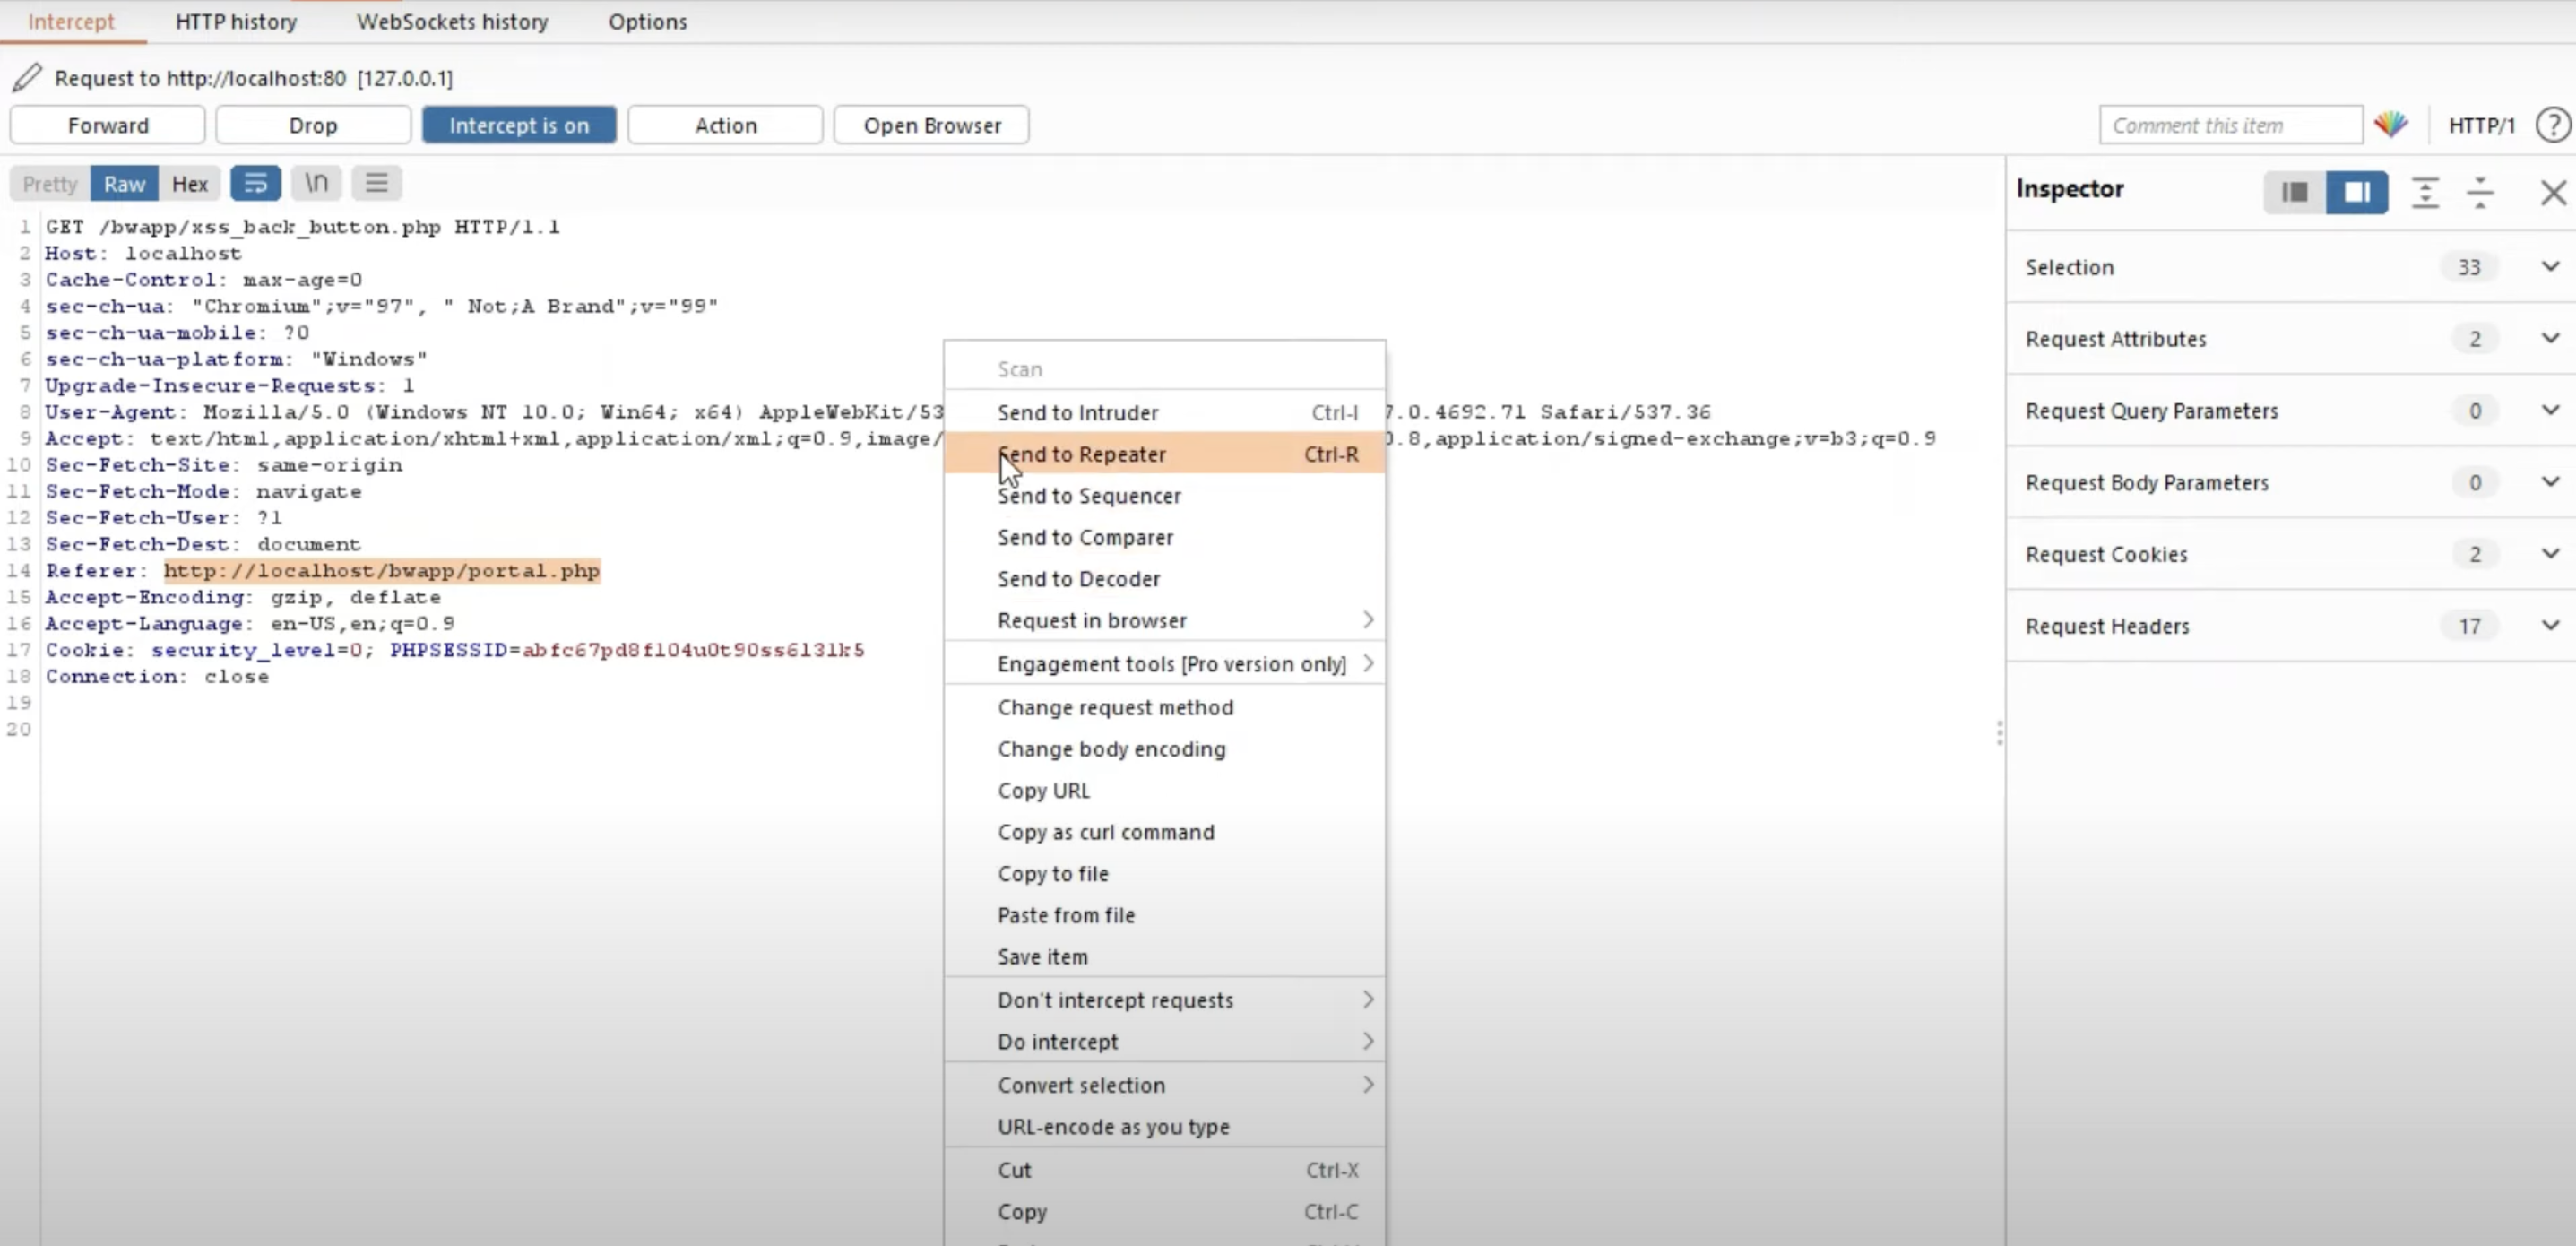 Intercept HTTP history WebSockets history Options
Request to http://localhost:80 [127.0.0.1]
Forward Drop Intercept is on Action Open Browser Comment this item HTTP/1 ?
Pretty Raw Hex \n
1 GET /bwapp/xss_back_button.php HTTP/1.1
2 Host: localhost
3 Cache-Control: max-age=0
4 sec-ch-ua: "Chromium";v="97", " Not;A Brand";v="99"
5 sec-ch-ua-mobile: ?0
6 sec-ch-ua-platform: "Windows"
7 Upgrade-Insecure-Requests: 1
8 User-Agent: Mozilla/5.0 (Windows NT 10.0; Win64; x64) AppleWebKit/53 7.0.4692.71 Safari/537.36
9 Accept: text/html,application/xhtml+xml,application/xml;q=0.9,image/ 0.8,application/signed-exchange;v=b3;q=0.9
10 Sec-Fetch-Site: same-origin
11 Sec-Fetch-Mode: navigate
12 Sec-Fetch-User: ?1
13 Sec-Fetch-Dest: document
14 Referer: http://localhost/bwapp/portal.php
15 Accept-Encoding: gzip, deflate
16 Accept-Language: en-US,en;q=0.9
17 Cookie: security_level=0; PHPSESSID=abfc67pd8f104u0t90ss6131k5
18 Connection: close
19
20
Scan
Send to Intruder Ctrl-I
Send to Repeater Ctrl-R
Send to Sequencer
Send to Comparer
Send to Decoder
Request in browser
Engagement tools [Pro version only]
Change request method
Change body encoding
Copy URL
Copy as curl command
Copy to file
Paste from file
Save item
Don't intercept requests
Do intercept
Convert selection
URL-encode as you type
Cut Ctrl-X
Copy Ctrl-C
Inspector
Selection 33
Request Attributes 2
Request Query Parameters 0
Request Body Parameters 0
Request Cookies 2
Request Headers 17